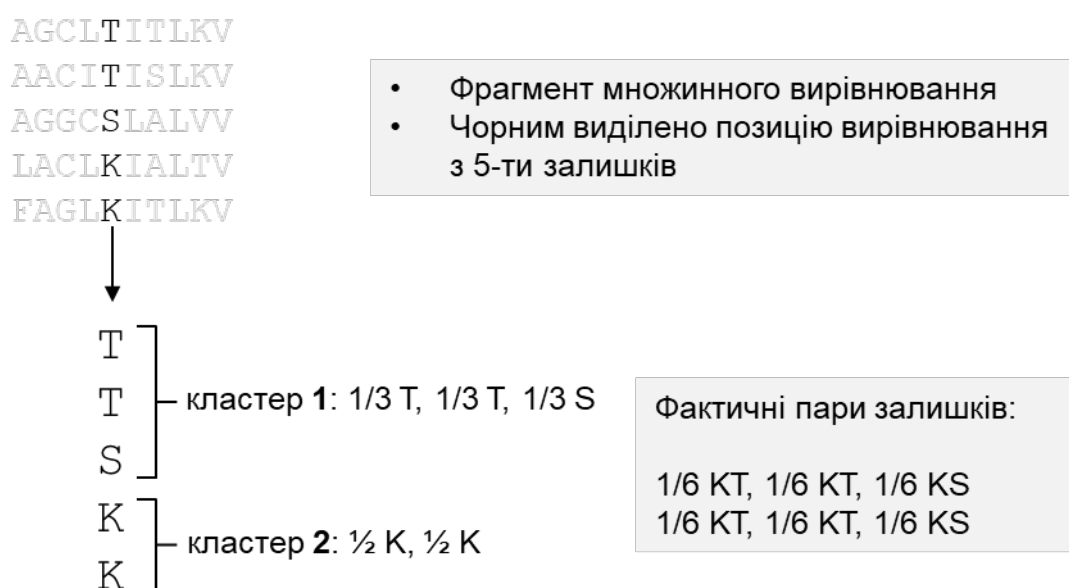 AGCLTITLKV
AACITISLKV
AGGCSLALVV
LACLKIALTV
FAGLKITLKV
• Фрагмент множинного вирівнювання
• Чорним виділено позицію вирівнювання
з 5-ти залишків
T
T
S
K
K
кластер 1: 1/3 T, 1/3 T, 1/3 S
кластер 2: ½ K, ½ K
Фактичні пари залишків:
1/6 KT, 1/6 KT, 1/6 KS
1/6 KT, 1/6 KT, 1/6 KS